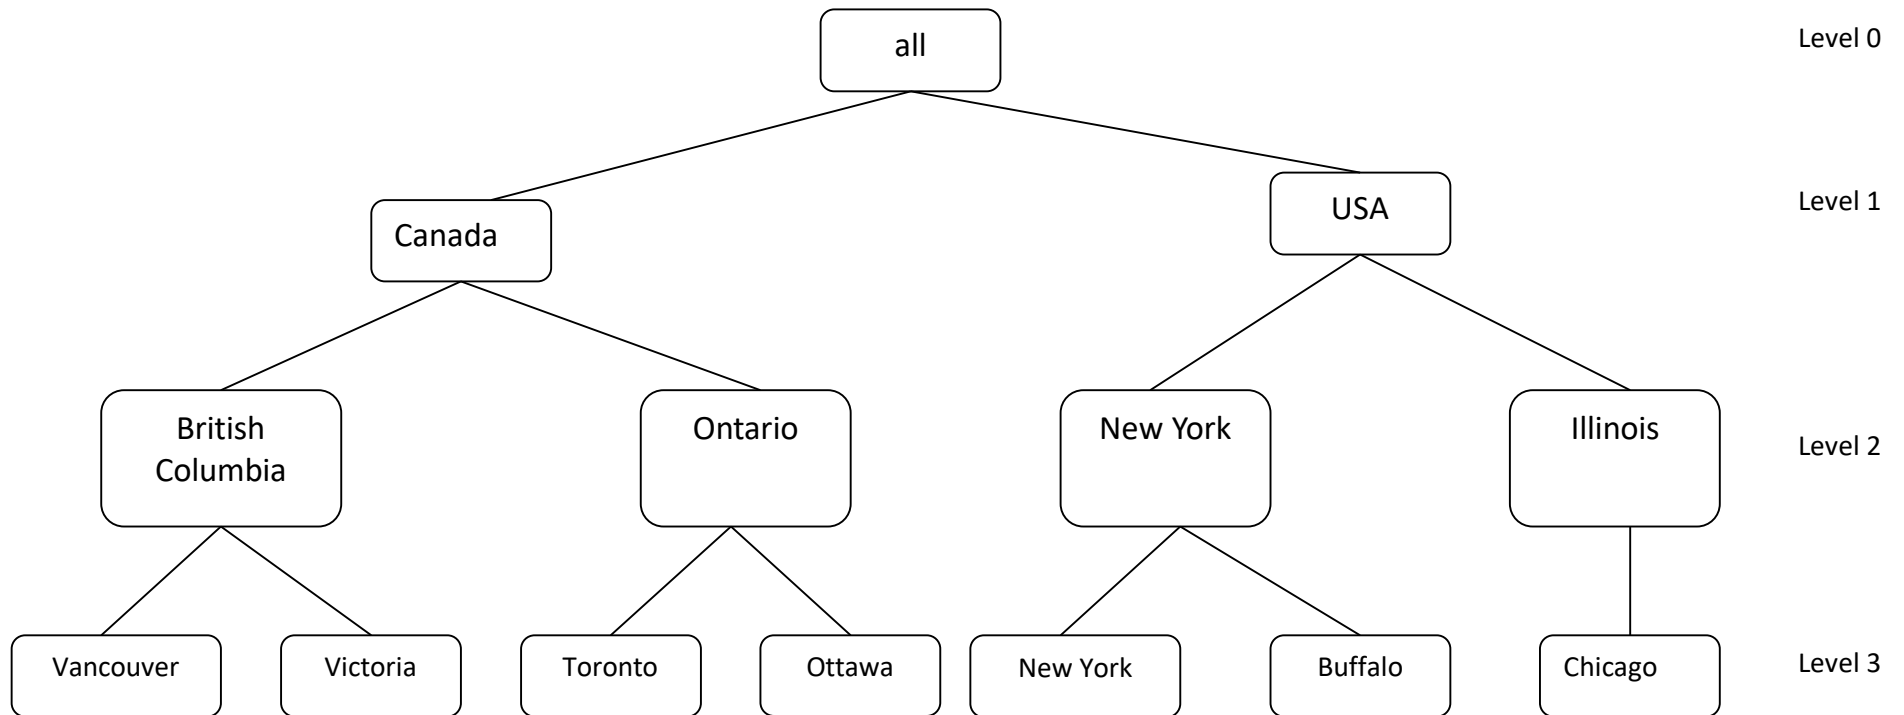 all
Level 0
Canada
USA
Level 1
British
Columbia
Ontario
New York
Illinois
Level 2
Vancouver
Victoria
Toronto
Ottawa
New York
Buffalo
Chicago
Level 3